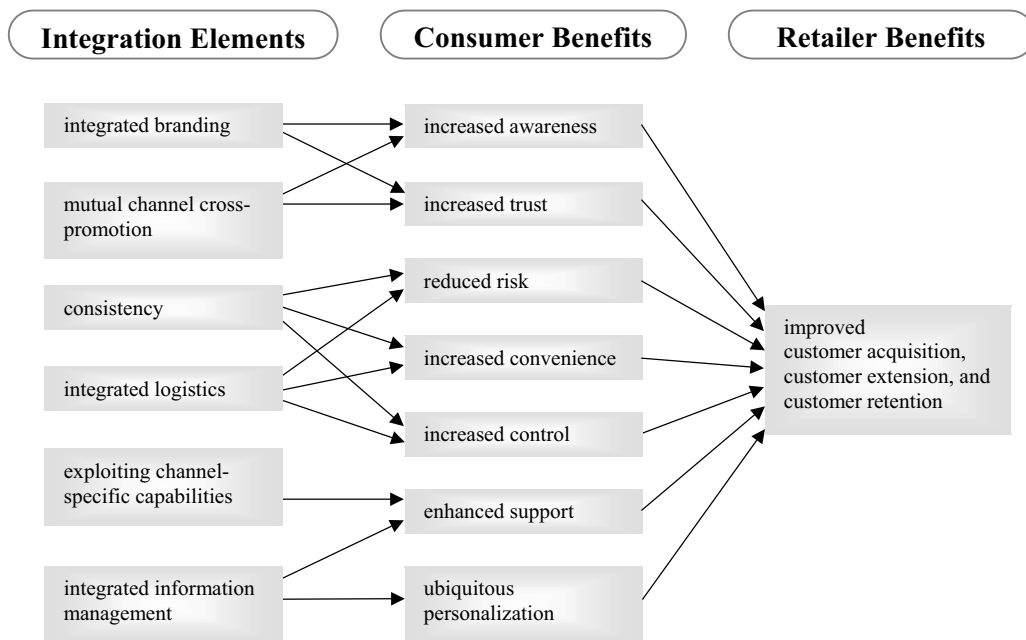 Integration Elements
Consumer Benefits
Retailer Benefits
integrated branding
mutual channel cross-
promotion
consistency
integrated logistics
exploiting channel-
specific capabilities
integrated information
management
increased awareness
increased trust
reduced risk
increased convenience
increased control
enhanced support
ubiquitous
personalization
improved
customer acquisition,
customer extension, and
customer retention